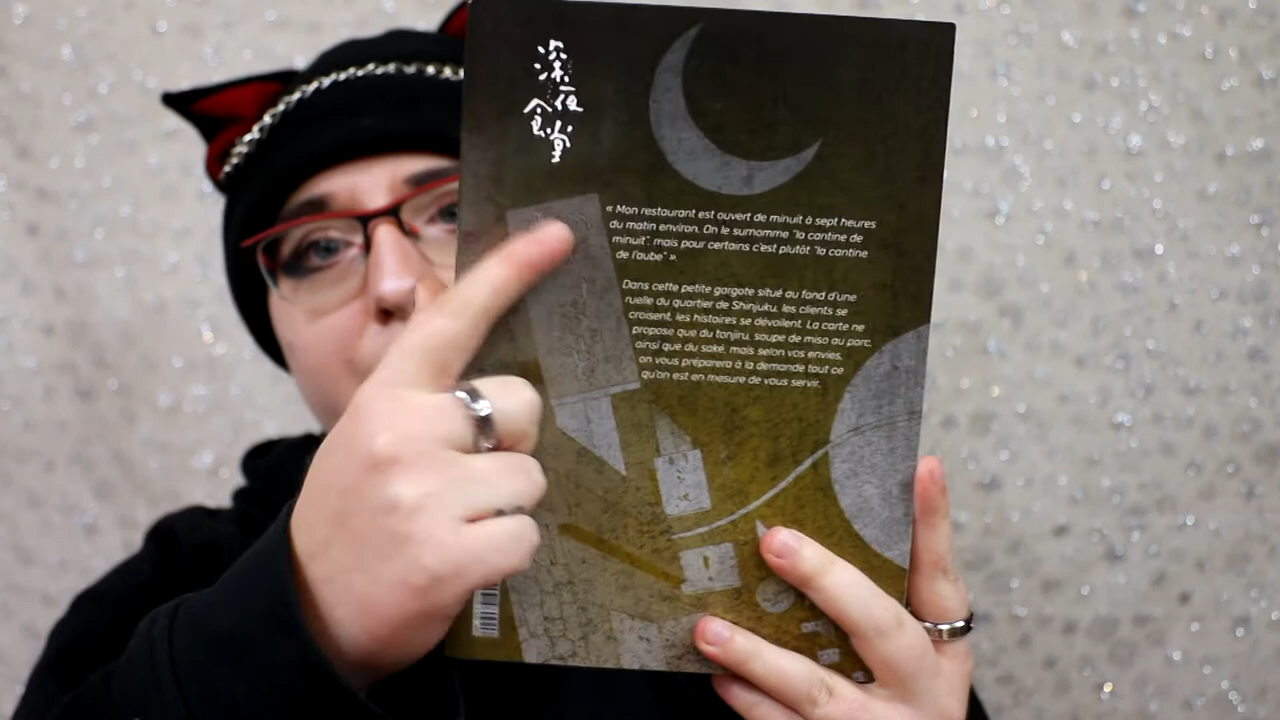 深夜
食堂
« Mon restaurant est ouvert de minuit à sept heures
du matin environ. On le surnomme "la cantine de
minuit", mais pour certains c'est plutôt "la cantine
de l'aube" ».
Dans cette petite gargote situé au fond d'une
ruelle du quartier de Shinjuku, les clients se
croisent, les histoires se dévoilent. La carte ne
propose que du tonjiru, soupe de miso au porc,
ainsi que du saké, mais selon vos envies,
on vous préparera à la demande tout ce
qu'on est en mesure de vous servir.